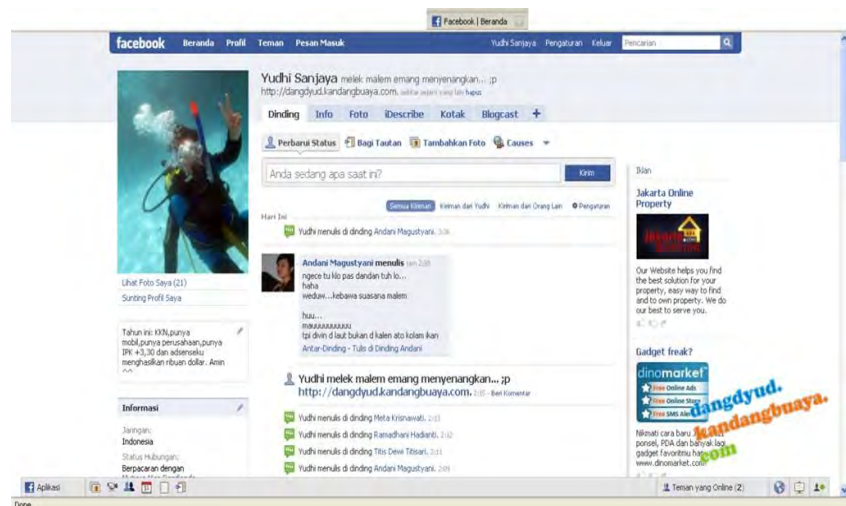 Facebook | Beranda
facebook Beranda Profil Teman Pesan Masuk Yudhi Sanjaya Pengaturan Keluar Pencarian
Yudhi Sanjaya melek malem emang menyenangkan... ;p
http://dangdyud.kandangbuaya.com. hapus
Dinding Info Foto iDescribe Kotak Blogcast +
Perbarui Status Bagi Tautan Tambahkan Foto Causes
Anda sedang apa saat ini? Kirim
Semua Kiriman Kiriman dari Yudhi Kiriman dari Orang Lain Pengaturan
Hari Ini
Yudhi menulis di dinding Andani Magustyani.
Andani Magustyani menulis
ngece tu klo pas dandan tuh lo...
haha
weduw...kebawa suasana malem
huu...
mauuuuuuuuu
tpi divin d laut bukan d kalen ato kolam ikan
Antar-Dinding - Tulis di Dinding Andani
Yudhi melek malem emang menyenangkan... ;p
http://dangdyud.kandangbuaya.com. Beri Komentar
Yudhi menulis di dinding Meta Krisnawati.
Yudhi menulis di dinding Ramadhani Hadianti.
Yudhi menulis di dinding Titis Dewi Titisari.
Yudhi menulis di dinding Andani Magustyani.
Lihat Foto Saya (21)
Sunting Profil Saya
Tahun ini: KKN,punya
mobil,punya perusahaan,punya
IPK +3,30 dan adsenseku
menghasilkan ribuan dollar. Amin
^^
Informasi
Jaringan:
Indonesia
Status Hubungan:
Berpacaran dengan
Iklan
Jakarta Online
Property
Jakarta
Our Website helps you find
the best solution for your
property, easy way to find
and to own property. We do
our best to serve you.
Gadget freak?
dinomarket
Free Online Ads
Free Online Store
Free SMS Alert
Nikmati cara baru
ponsel, PDA dan banyak lagi
gadget favoritmu
www.dinomarket.com
dangdyud.
kandangbuaya.
com
Aplikasi Teman yang Online (2)
Done